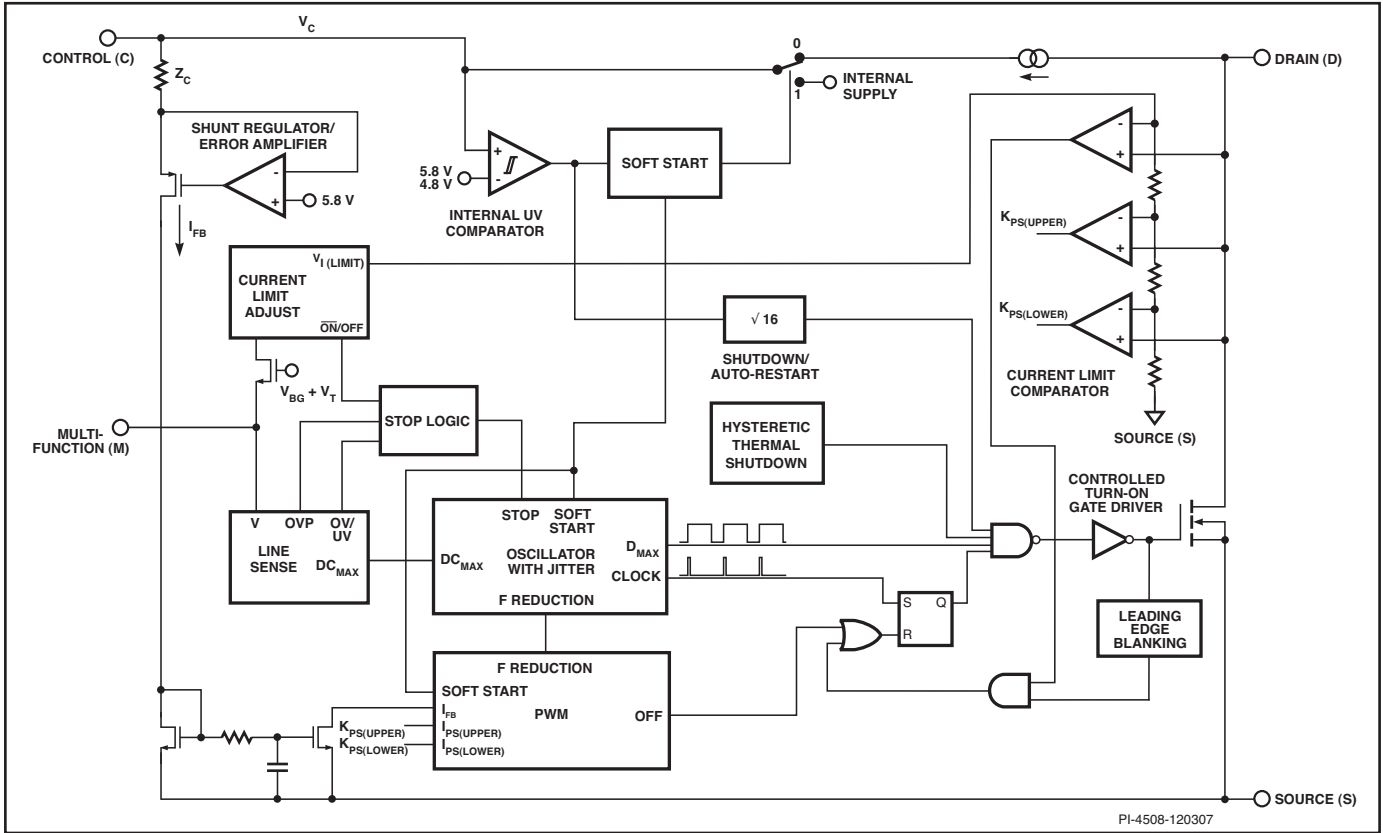 V_C
CONTROL (C)
Z_C
0
1
INTERNAL
SUPPLY
DRAIN (D)
SHUNT REGULATOR/
ERROR AMPLIFIER
-
+
5.8 V
I_FB
+
-
5.8 V
4.8 V
INTERNAL UV
COMPARATOR
SOFT START
-
+
K_PS(UPPER)
-
+
K_PS(LOWER)
-
+
CURRENT LIMIT
COMPARATOR
SOURCE (S)
V_I (LIMIT)
CURRENT
LIMIT
ADJUST
O̅N̅/OFF
V_BG + V_T
√ 16
SHUTDOWN/
AUTO-RESTART
MULTI-
FUNCTION (M)
STOP LOGIC
HYSTERETIC
THERMAL
SHUTDOWN
CONTROLLED
TURN-ON
GATE DRIVER
V
OVP
OV/
UV
LINE
SENSE
DC_MAX
STOP
SOFT
START
DC_MAX
OSCILLATOR
WITH JITTER
D_MAX
CLOCK
F REDUCTION
S
Q
R
LEADING
EDGE
BLANKING
F REDUCTION
SOFT START
PWM
OFF
I_FB
K_PS(UPPER)
I_PS(UPPER)
K_PS(LOWER)
I_PS(LOWER)
SOURCE (S)
PI-4508-120307